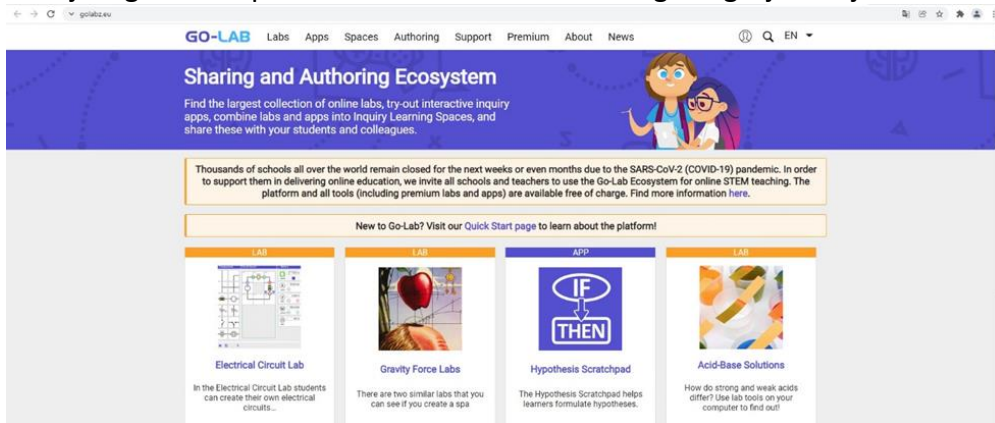 golabz.eu
GO-LAB Labs Apps Spaces Authoring Support Premium About News EN
Sharing and Authoring Ecosystem
Find the largest collection of online labs, try-out interactive inquiry
apps, combine labs and apps into Inquiry Learning Spaces, and
share these with your students and colleagues.
Thousands of schools all over the world remain closed for the next weeks or even months due to the SARS-CoV-2 (COVID-19) pandemic. In order
to support them in delivering online education, we invite all schools and teachers to use the Go-Lab Ecosystem for online STEM teaching. The
platform and all tools (including premium labs and apps) are available free of charge. Find more information here.
New to Go-Lab? Visit our Quick Start page to learn about the platform!
LAB LAB APP LAB
IF
THEN
Electrical Circuit Lab Gravity Force Labs Hypothesis Scratchpad Acid-Base Solutions
In the Electrical Circuit Lab students
can create their own electrical
circuits...
There are two similar labs that you
can see if you create a spa
The Hypothesis Scratchpad helps
learners formulate hypotheses.
How do strong and weak acids
differ? Use lab tools on your
computer to find out!